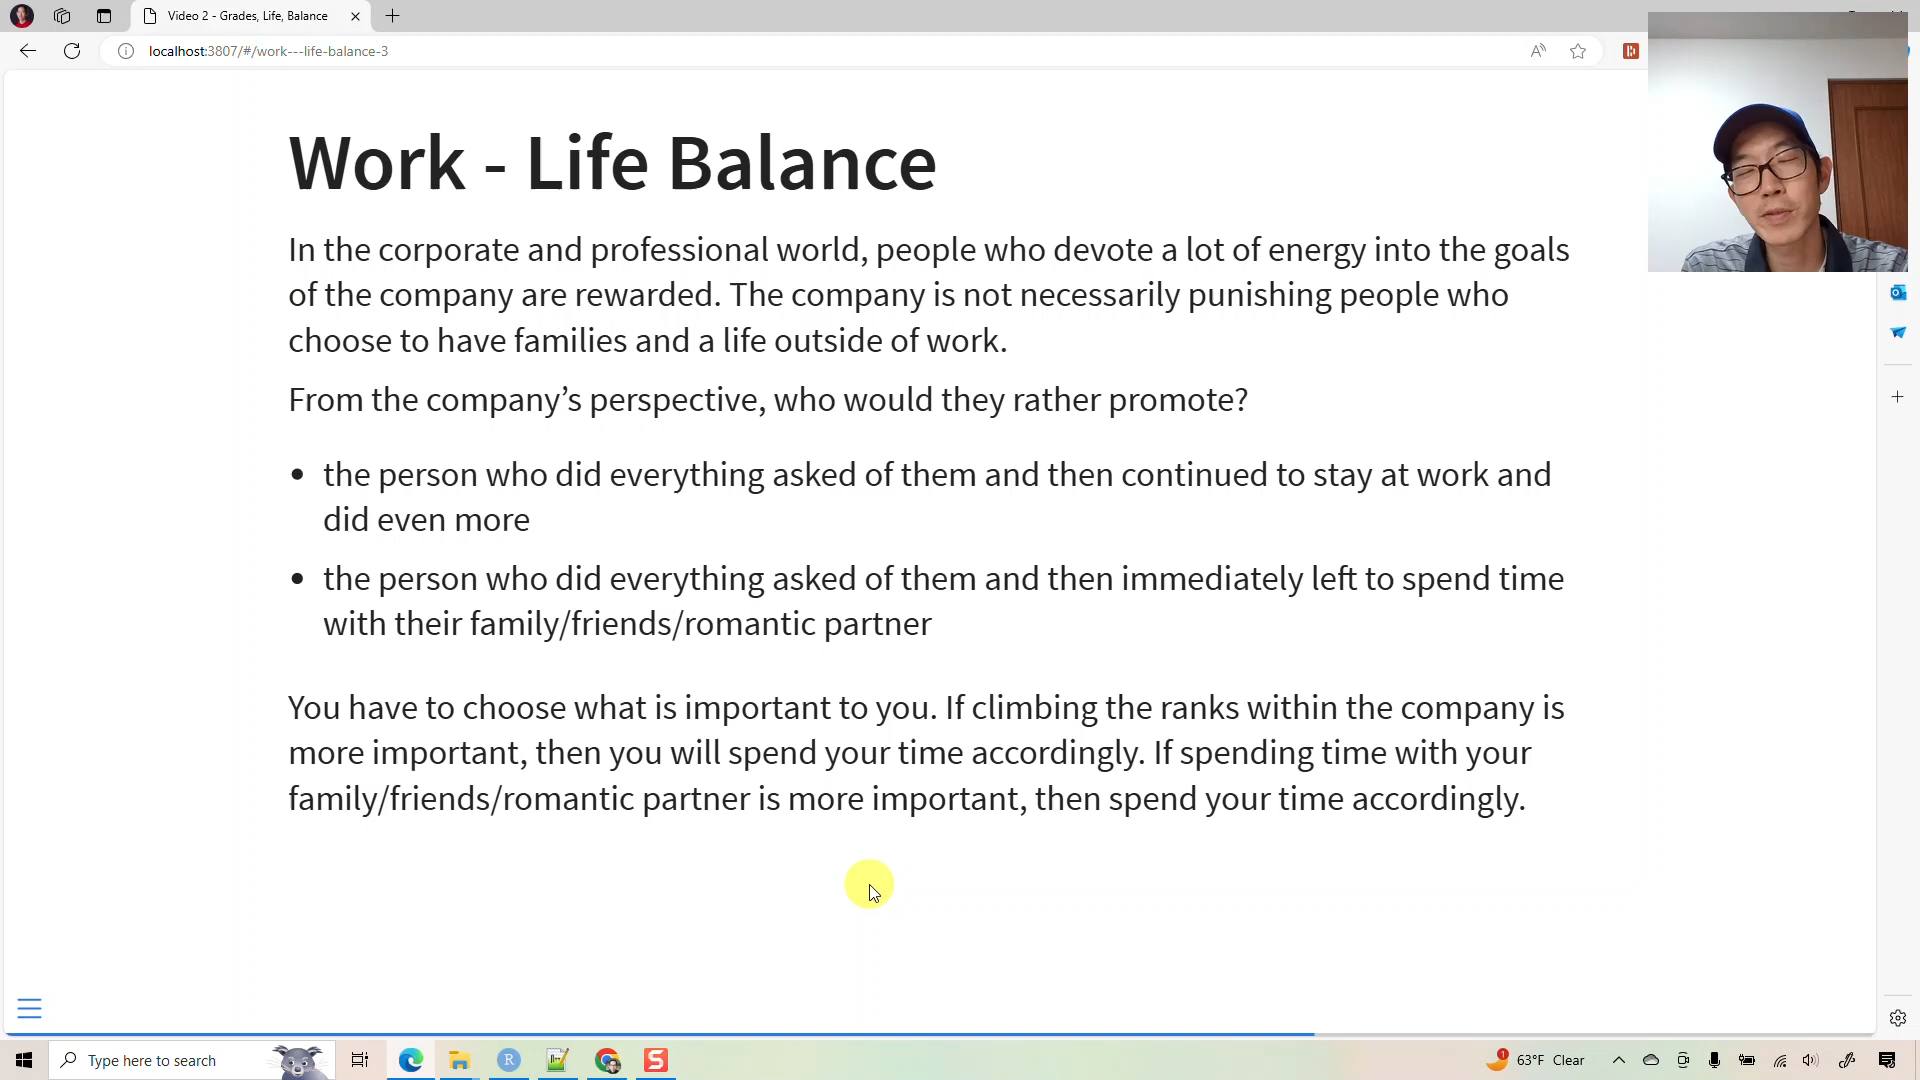 Video 2 - Grades, Life, Balance
localhost:3807/#/work---life-balance-3
Work - Life Balance
In the corporate and professional world, people who devote a lot of energy into the goals
of the company are rewarded. The company is not necessarily punishing people who
choose to have families and a life outside of work.
From the company’s perspective, who would they rather promote?
• the person who did everything asked of them and then continued to stay at work and
did even more
• the person who did everything asked of them and then immediately left to spend time
with their family/friends/romantic partner
You have to choose what is important to you. If climbing the ranks within the company is
more important, then you will spend your time accordingly. If spending time with your
family/friends/romantic partner is more important, then spend your time accordingly.
Type here to search
R
S
1
63°F Clear